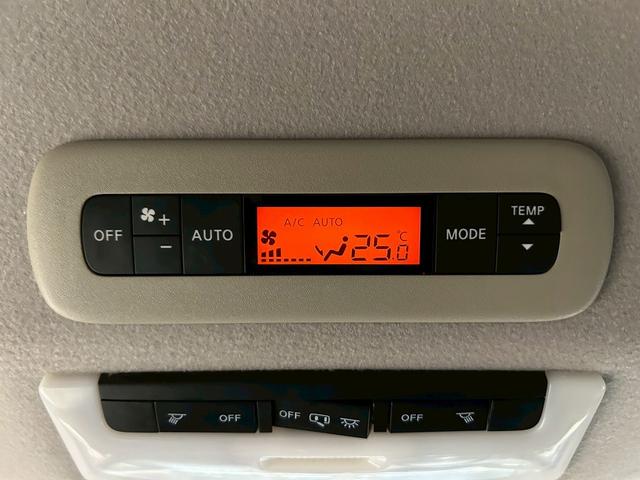 A/C AUTO
OFF + - AUTO 25.0°C MODE TEMP
OFF OFF OFF